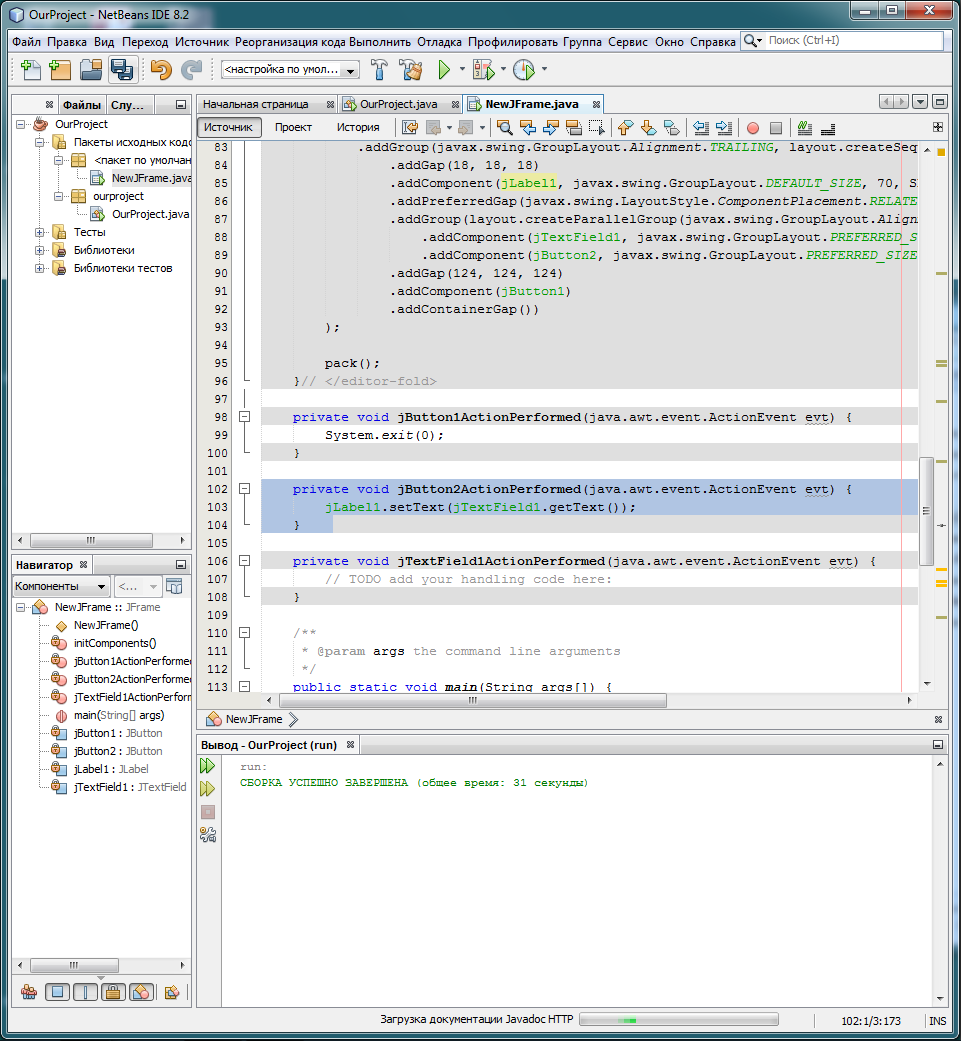 OurProject - NetBeans IDE 8.2
Файл Правка Вид Переход Источник Реорганизация кода Выполнить Отладка Профилировать Группа Сервис Окно Справка Поиск (Ctrl+I)
<настройка по умол...
Файлы Слу...
OurProject
Пакеты исходных кодо
<пакет по умолчан
NewJFrame.java
ourproject
OurProject.java
Тесты
Библиотеки
Библиотеки тестов
Навигатор
Компоненты <...
NewJFrame :: JFrame
NewJFrame()
initComponents()
jButton1ActionPerformed
jButton2ActionPerformed
jTextField1ActionPerfor
main(String[] args)
jButton1 : JButton
jButton2 : JButton
jLabel1 : JLabel
jTextField1 : JTextField
Начальная страница OurProject.java NewJFrame.java
Источник Проект История
83 .addGroup(javax.swing.GroupLayout.Alignment.TRAILING, layout.createSeq
84 .addGap(18, 18, 18)
85 .addComponent(jLabel1, javax.swing.GroupLayout.DEFAULT_SIZE, 70, S
86 .addPreferredGap(javax.swing.LayoutStyle.ComponentPlacement.RELATE
87 .addGroup(layout.createParallelGroup(javax.swing.GroupLayout.Align
88 .addComponent(jTextField1, javax.swing.GroupLayout.PREFERRED_S
89 .addComponent(jButton2, javax.swing.GroupLayout.PREFERRED_SIZE
90 .addGap(124, 124, 124)
91 .addComponent(jButton1)
92 .addContainerGap())
93 );
94
95 pack();
96 }// </editor-fold>
97
98 private void jButton1ActionPerformed(java.awt.event.ActionEvent evt) {
99 System.exit(0);
100 }
101
102 private void jButton2ActionPerformed(java.awt.event.ActionEvent evt) {
103 jLabel1.setText(jTextField1.getText());
104 }
105
106 private void jTextField1ActionPerformed(java.awt.event.ActionEvent evt) {
107 // TODO add your handling code here:
108 }
109
110 /**
111 * @param args the command line arguments
112 */
113 public static void main(String args[]) {
NewJFrame
Вывод - OurProject (run)
run:
СБОРКА УСПЕШНО ЗАВЕРШЕНА (общее время: 31 секунды)
Загрузка документации Javadoc HTTP 102:1/3:173 INS